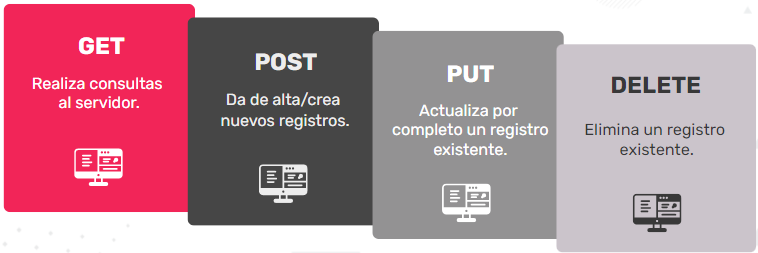 GET
Realiza consultas
al servidor.
POST
Da de alta/crea
nuevos registros.
PUT
Actualiza por
completo un registro
existente.
DELETE
Elimina un registro
existente.